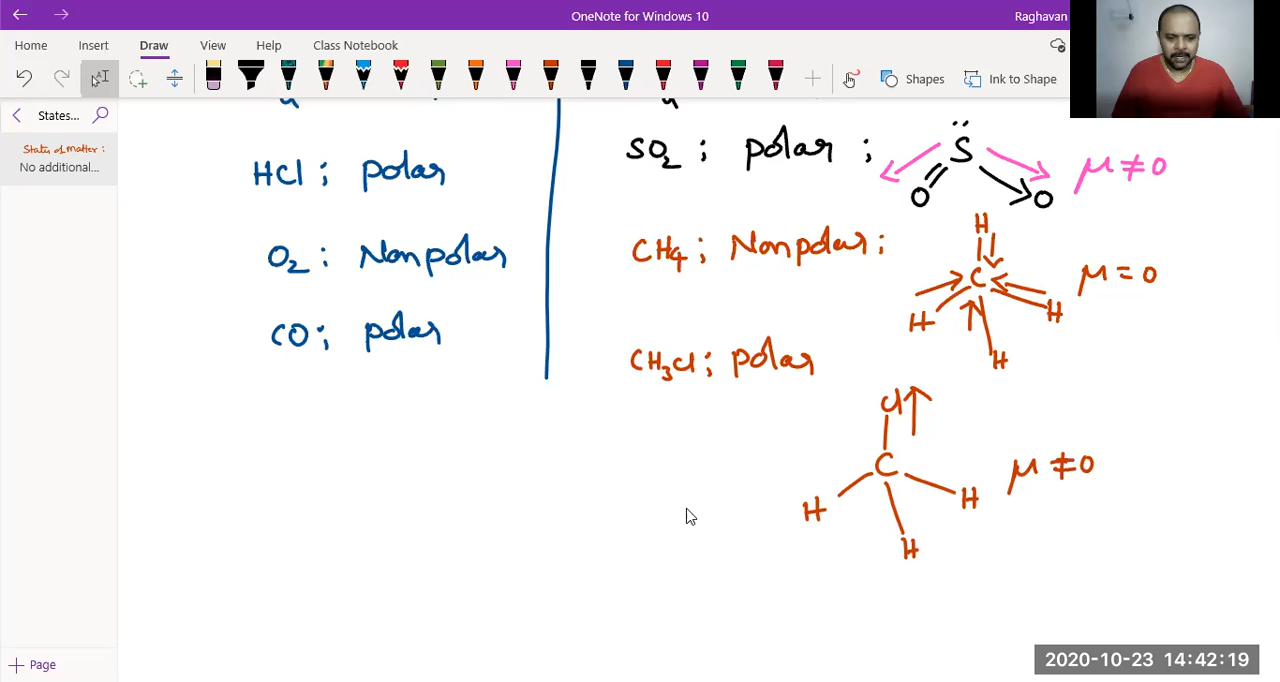 OneNote for Windows 10
Raghavan
Home Insert Draw View Help Class Notebook
Shapes
Ink to Shape
States...
States of matter:
No additional...
HCl; polar
O2: Nonpolar
CO; polar
SO2; polar; S O O μ≠0
CH4; Nonpolar; H C H H H μ=0
CH3Cl; polar
Cl
C
H H H
μ≠0
Page
2020-10-23 14:42:19